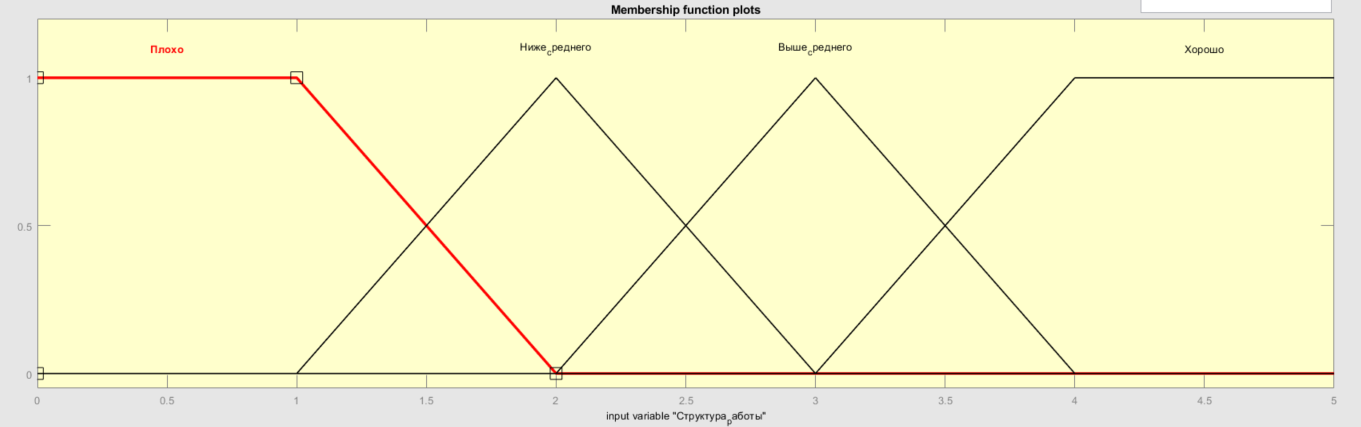 Membership function plots
Плохо
Ниже_среднего
Выше_среднего
Хорошо
1
0.5
0
0 0.5 1 1.5 2 2.5 3 3.5 4 4.5 5
input variable "Структура_работы"